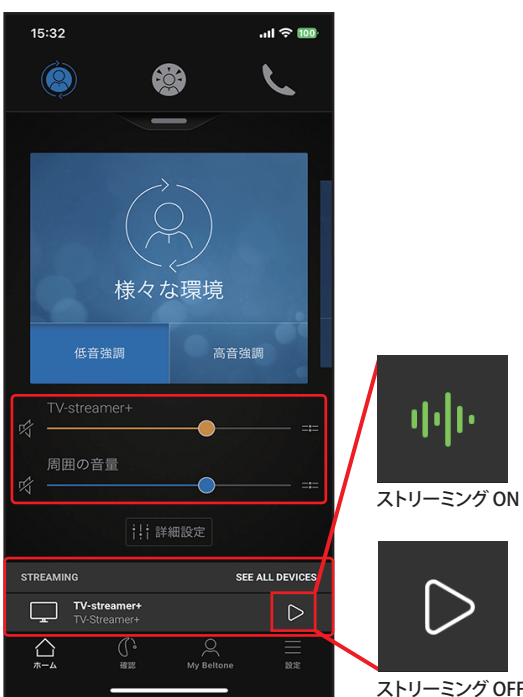 15:32
100
様々な環境
低音強調
高音強調
TV-streamer+
周囲の音量
詳細設定
STREAMING
SEE ALL DEVICES
TV-streamer+
TV-Streamer+
ホーム
確認
My Beltone
設定
ストリーミング ON
ストリーミング OFF